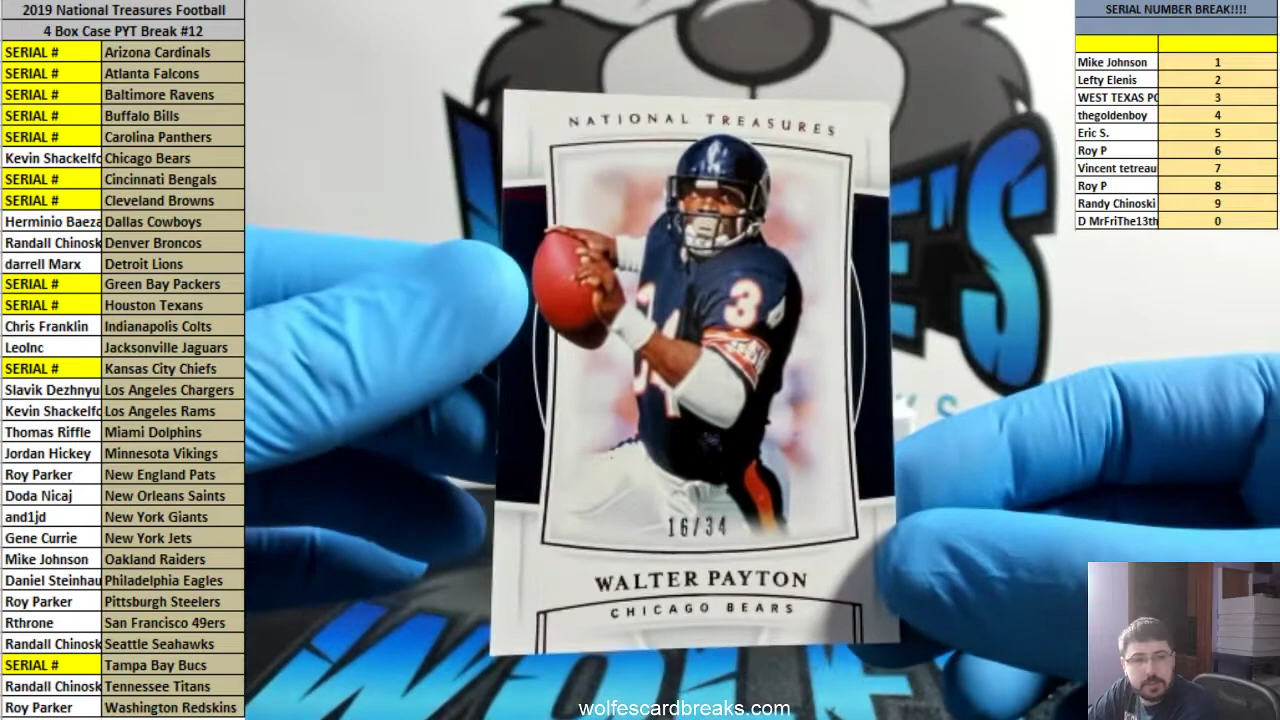 2019 National Treasures Football
4 Box Case PYT Break #12
SERIAL # Arizona Cardinals
SERIAL # Atlanta Falcons
SERIAL # Baltimore Ravens
SERIAL # Buffalo Bills
SERIAL # Carolina Panthers
Kevin Shackelfo Chicago Bears
SERIAL # Cincinnati Bengals
SERIAL # Cleveland Browns
Herminio Baeza Dallas Cowboys
Randall Chinosk Denver Broncos
darrell Marx Detroit Lions
SERIAL # Green Bay Packers
SERIAL # Houston Texans
Chris Franklin Indianapolis Colts
LeoInc Jacksonville Jaguars
SERIAL # Kansas City Chiefs
Slavik Dezhnyu Los Angeles Chargers
Kevin Shackelfo Los Angeles Rams
Thomas Riffle Miami Dolphins
Jordan Hickey Minnesota Vikings
Roy Parker New England Pats
Doda Nicaj New Orleans Saints
and1jd New York Giants
Gene Currie New York Jets
Mike Johnson Oakland Raiders
Daniel Steinhau Philadelphia Eagles
Roy Parker Pittsburgh Steelers
Rthrone San Francisco 49ers
Randall Chinosk Seattle Seahawks
SERIAL # Tampa Bay Bucs
Randall Chinosk Tennessee Titans
Roy Parker Washington Redskins
NATIONAL TREASURES
34
16/34
WALTER PAYTON
CHICAGO BEARS
wolfescardbreaks.com
SERIAL NUMBER BREAK!!!!
Mike Johnson 1
Lefty Elenis 2
WEST TEXAS PO 3
thegoldenboy 4
Eric S. 5
Roy P 6
Vincent tetreau 7
Roy P 8
Randy Chinoski 9
D MrFriThe13th 0